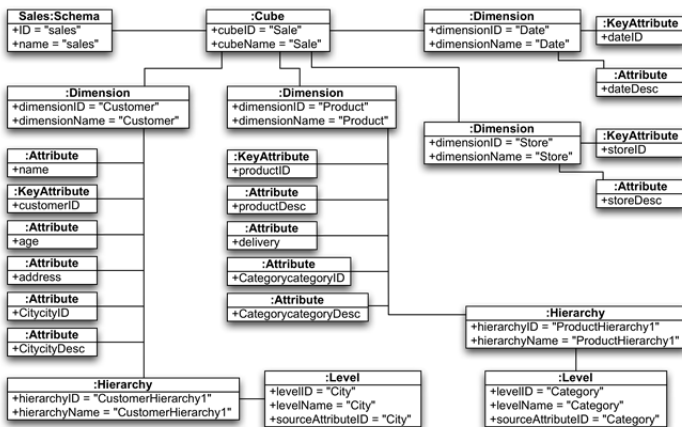 Sales:Schema
+ID = "sales"
+name = "sales"
:Cube
+cubeID = "Sale"
+cubeName = "Sale"
:Dimension
+dimensionID = "Date"
+dimensionName = "Date"
:KeyAttribute
+dateID
:Attribute
+dateDesc
:Dimension
+dimensionID = "Customer"
+dimensionName = "Customer"
:Dimension
+dimensionID = "Product"
+dimensionName = "Product"
:Dimension
+dimensionID = "Store"
+dimensionName = "Store"
:KeyAttribute
+storeID
:Attribute
+storeDesc
:Attribute
+name
:KeyAttribute
+customerID
:Attribute
+age
:Attribute
+address
:Attribute
+CitycityID
:Attribute
+CitycityDesc
:KeyAttribute
+productID
:Attribute
+productDesc
:Attribute
+delivery
:Attribute
+CategorycategoryID
:Attribute
+CategorycategoryDesc
:Hierarchy
+hierarchyID = "ProductHierarchy1"
+hierarchyName = "ProductHierarchy1"
:Hierarchy
+hierarchyID = "CustomerHierarchy1"
+hierarchyName = "CustomerHierarchy1"
:Level
+levelID = "City"
+levelName = "City"
+sourceAttributeID = "City"
:Level
+levelID = "Category"
+levelName = "Category"
+sourceAttributeID = "Category"